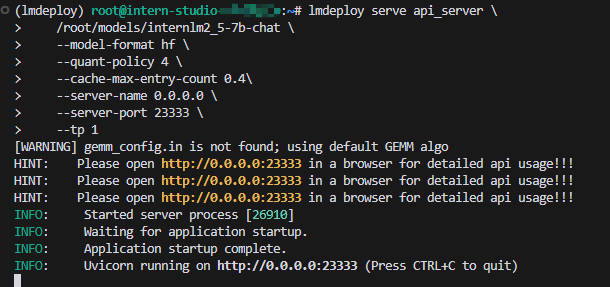 (lmdeploy) root@intern-studio-:~# lmdeploy serve api_server \
>     /root/models/internlm2_5-7b-chat \
>     --model-format hf \
>     --quant-policy 4 \
>     --cache-max-entry-count 0.4\
>     --server-name 0.0.0.0 \
>     --server-port 23333 \
>     --tp 1
[WARNING] gemm_config.in is not found; using default GEMM algo
HINT:    Please open http://0.0.0.0:23333 in a browser for detailed api usage!!!
HINT:    Please open http://0.0.0.0:23333 in a browser for detailed api usage!!!
HINT:    Please open http://0.0.0.0:23333 in a browser for detailed api usage!!!
INFO:     Started server process [26910]
INFO:     Waiting for application startup.
INFO:     Application startup complete.
INFO:     Uvicorn running on http://0.0.0.0:23333 (Press CTRL+C to quit)